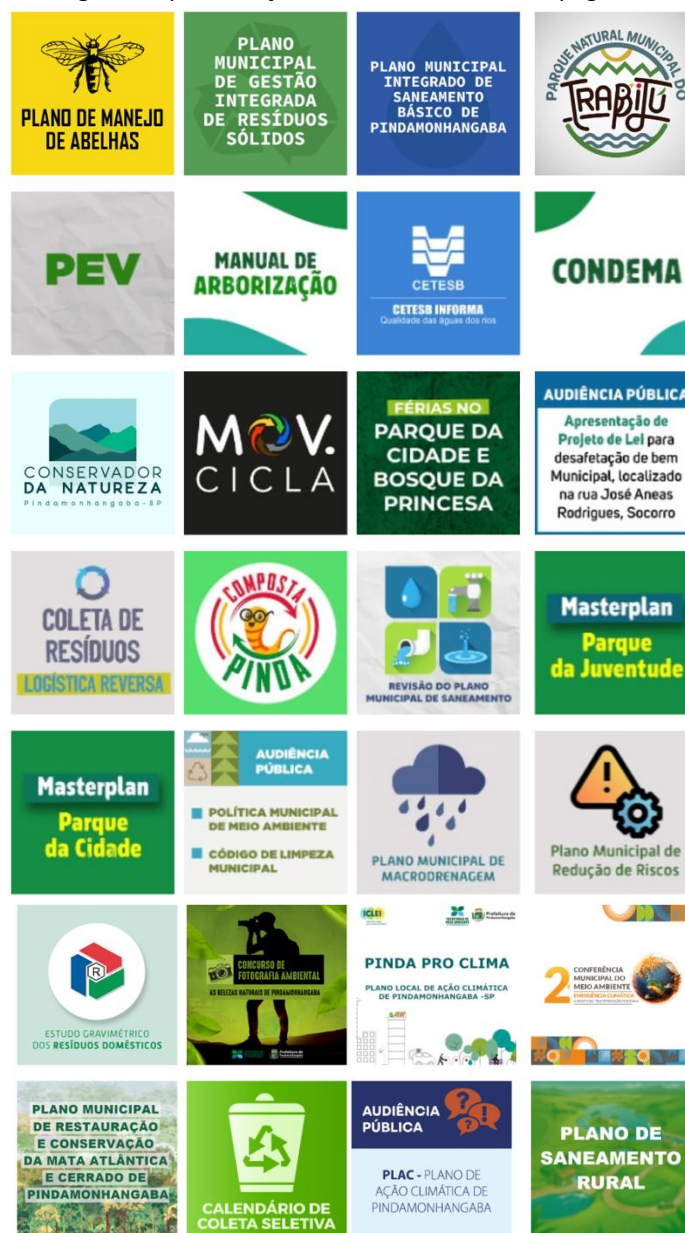 PLANO DE MANEJO
DE ABELHAS
PLANO
MUNICIPAL
DE GESTÃO
INTEGRADA
DE RESÍDUOS
SÓLIDOS
PLANO MUNICIPAL
INTEGRADO DE
SANEAMENTO
BÁSICO DE
PINDAMONHANGABA
PARQUE NATURAL MUNICIPAL DO
TRABIJÚ
PEV
MANUAL DE
ARBORIZAÇÃO
CETESB
CETESB INFORMA
Qualidade das águas dos rios
CONDEMA
CONSERVADOR
DA NATUREZA
Pindamonhangaba-SP
MOV.
CICLA
FÉRIAS NO
PARQUE DA
CIDADE E
BOSQUE DA
PRINCESA
AUDIÊNCIA PÚBLICA
Apresentação de
Projeto de Lei para
desafetação de bem
Municipal, localizado
na rua José Aneas
Rodrigues, Socorro
COLETA DE
RESÍDUOS
LOGÍSTICA REVERSA
COMPOSTA
PINDA
REVISÃO DO PLANO
MUNICIPAL DE SANEAMENTO
Masterplan
Parque
da Juventude
Masterplan
Parque
da Cidade
AUDIÊNCIA
PÚBLICA
POLÍTICA MUNICIPAL
DE MEIO AMBIENTE
CÓDIGO DE LIMPEZA
MUNICIPAL
PLANO MUNICIPAL DE
MACRODRENAGEM
Plano Municipal de
Redução de Riscos
R
ESTUDO GRAVIMÉTRICO
DOS RESÍDUOS DOMÉSTICOS
CONCURSO DE
FOTOGRAFIA AMBIENTAL
AS BELEZAS NATURAIS DE PINDAMONHANGABA
Prefeitura de
ICLEI
Prefeitura de
PINDA PRO CLIMA
PLANO LOCAL DE AÇÃO CLIMÁTICA
DE PINDAMONHANGABA -SP
2ª
CONFERÊNCIA
MUNICIPAL DO
MEIO AMBIENTE
EMERGÊNCIA CLIMÁTICA
PLANO MUNICIPAL
DE RESTAURAÇÃO
E CONSERVAÇÃO
DA MATA ATLÂNTICA
E CERRADO DE
PINDAMONHANGABA
CALENDÁRIO DE
COLETA SELETIVA
AUDIÊNCIA
PÚBLICA
PLAC - PLANO DE
AÇÃO CLIMÁTICA DE
PINDAMONHANGABA
PLANO DE
SANEAMENTO
RURAL